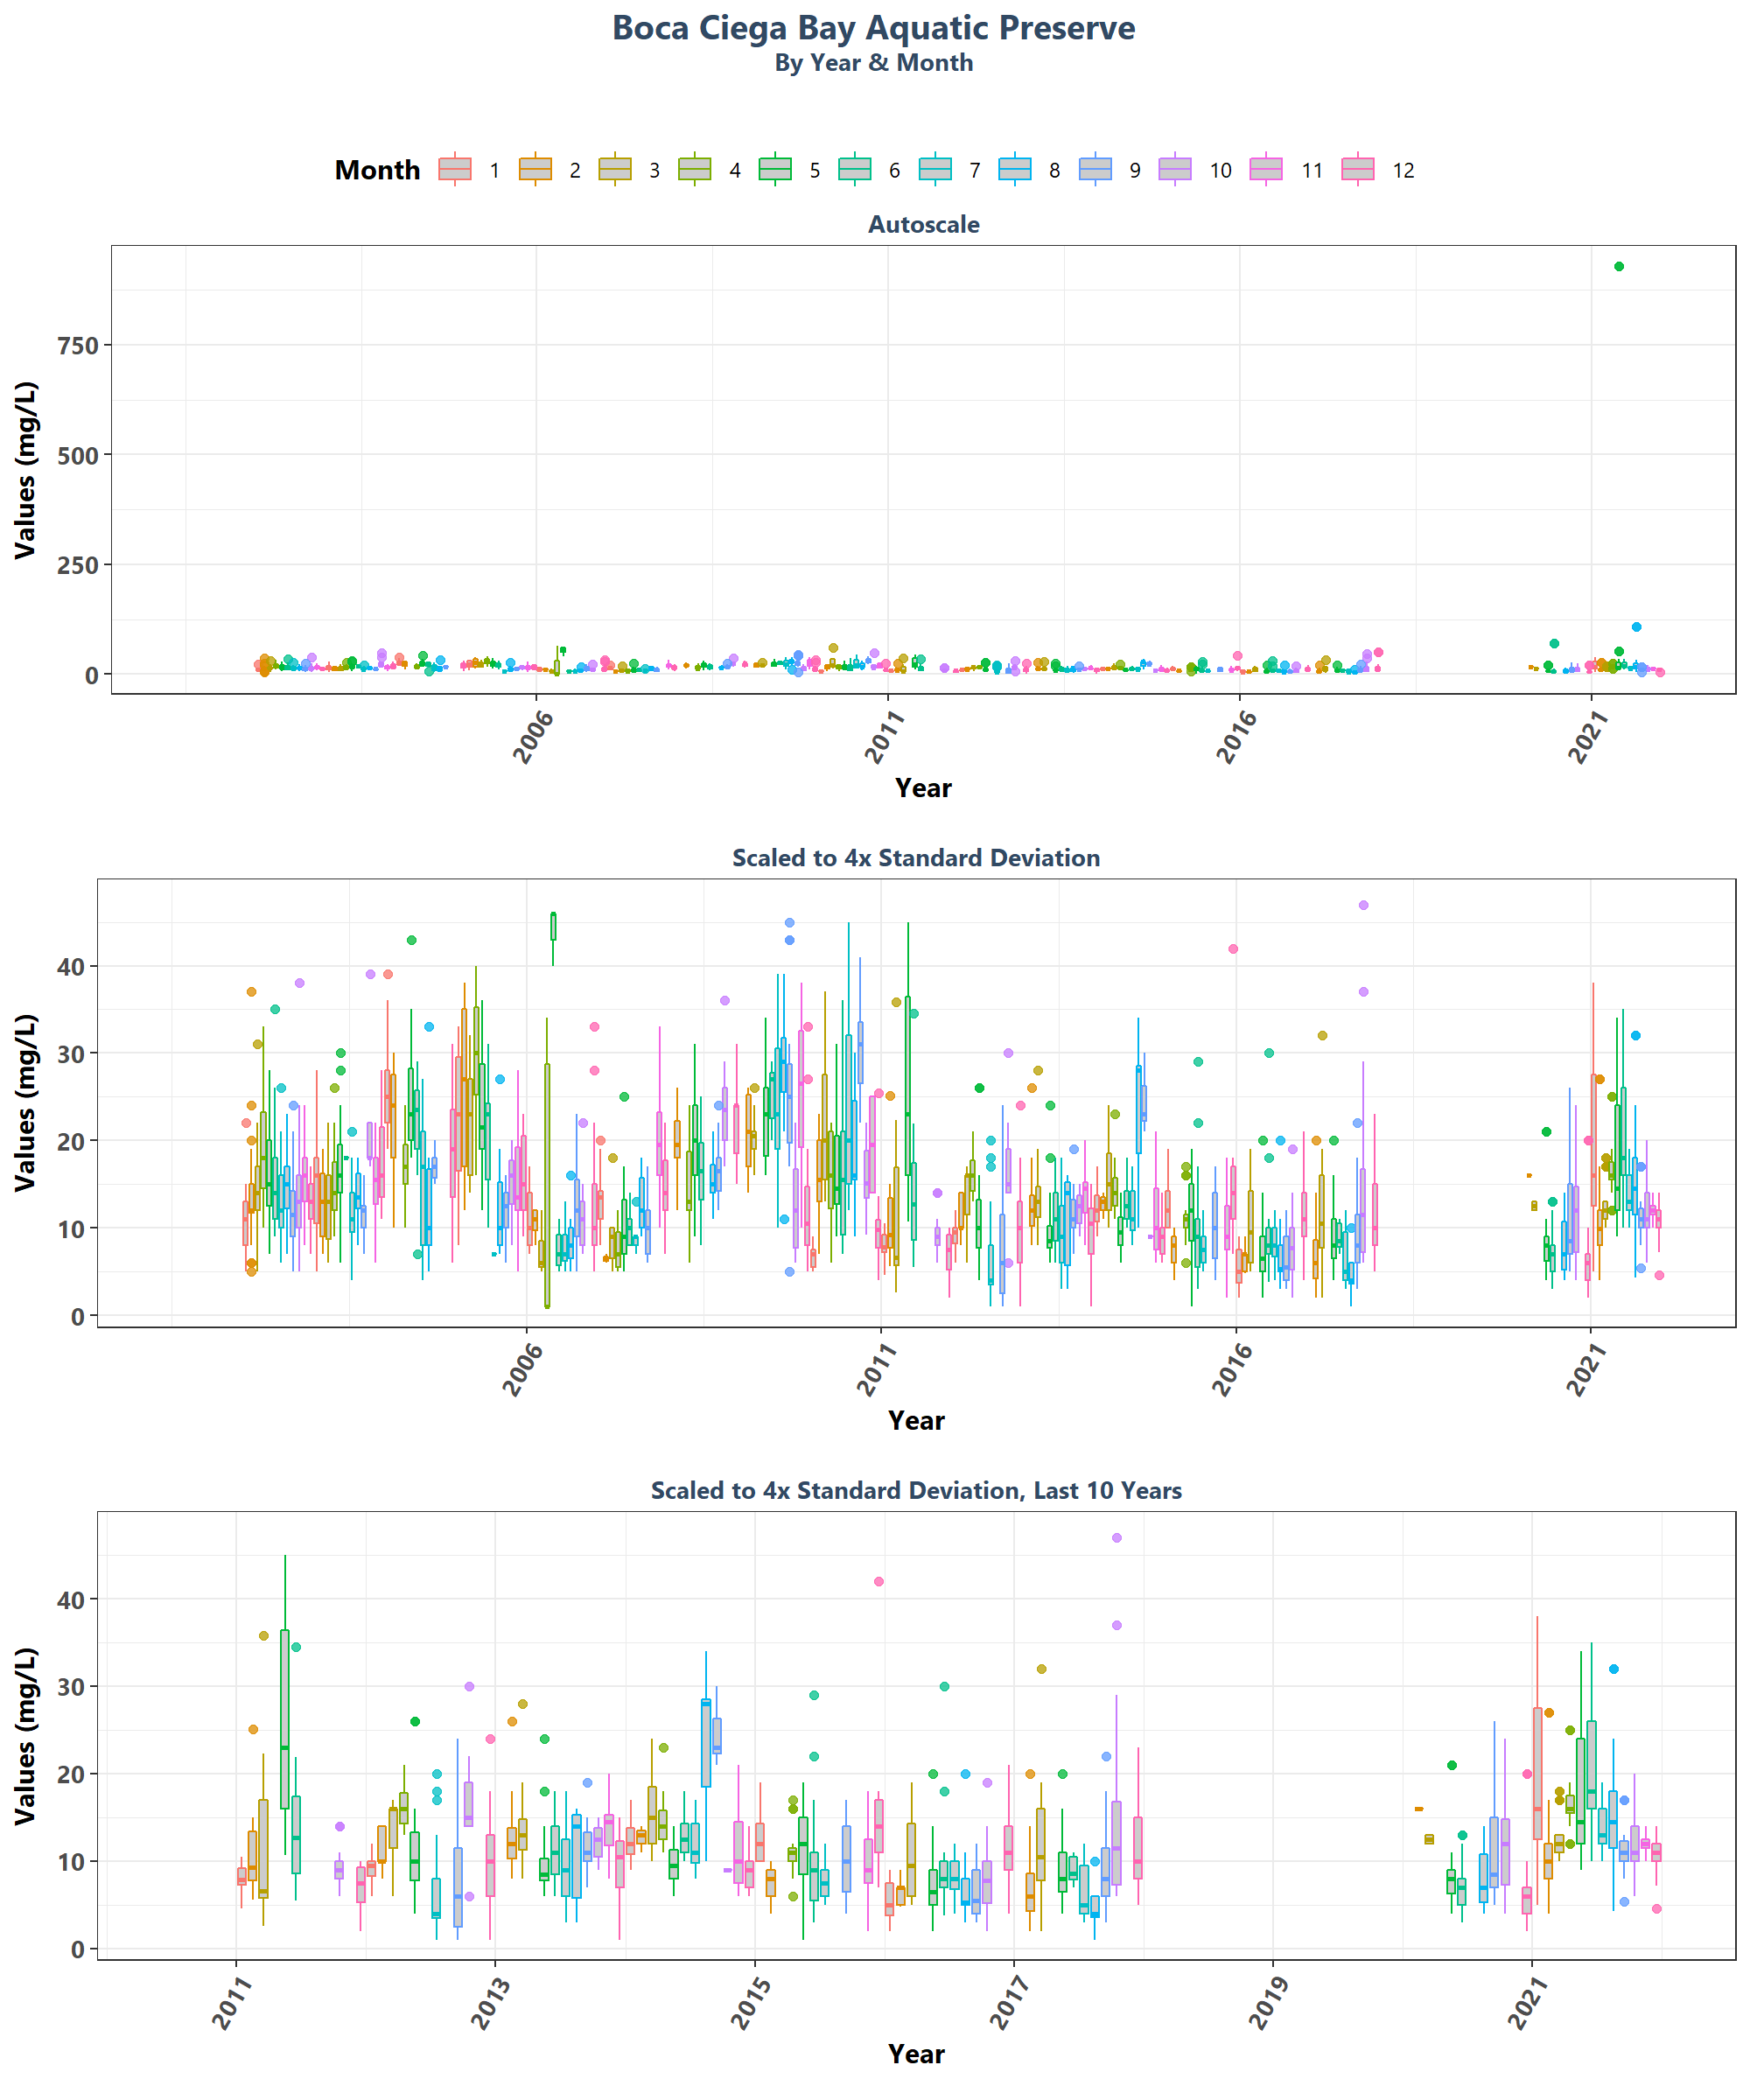 Boca Ciega Bay Aquatic Preserve
By Year & Month
Month 1 2 3 4 5 6 7 8 9 10 11 12
Autoscale
Values (mg/L)
750
500
250
0
2006 2011 2016 2021
Year
Scaled to 4x Standard Deviation
Values (mg/L)
40
30
20
10
0
2006 2011 2016 2021
Year
Scaled to 4x Standard Deviation, Last 10 Years
Values (mg/L)
40
30
20
10
0
2011 2013 2015 2017 2019 2021
Year